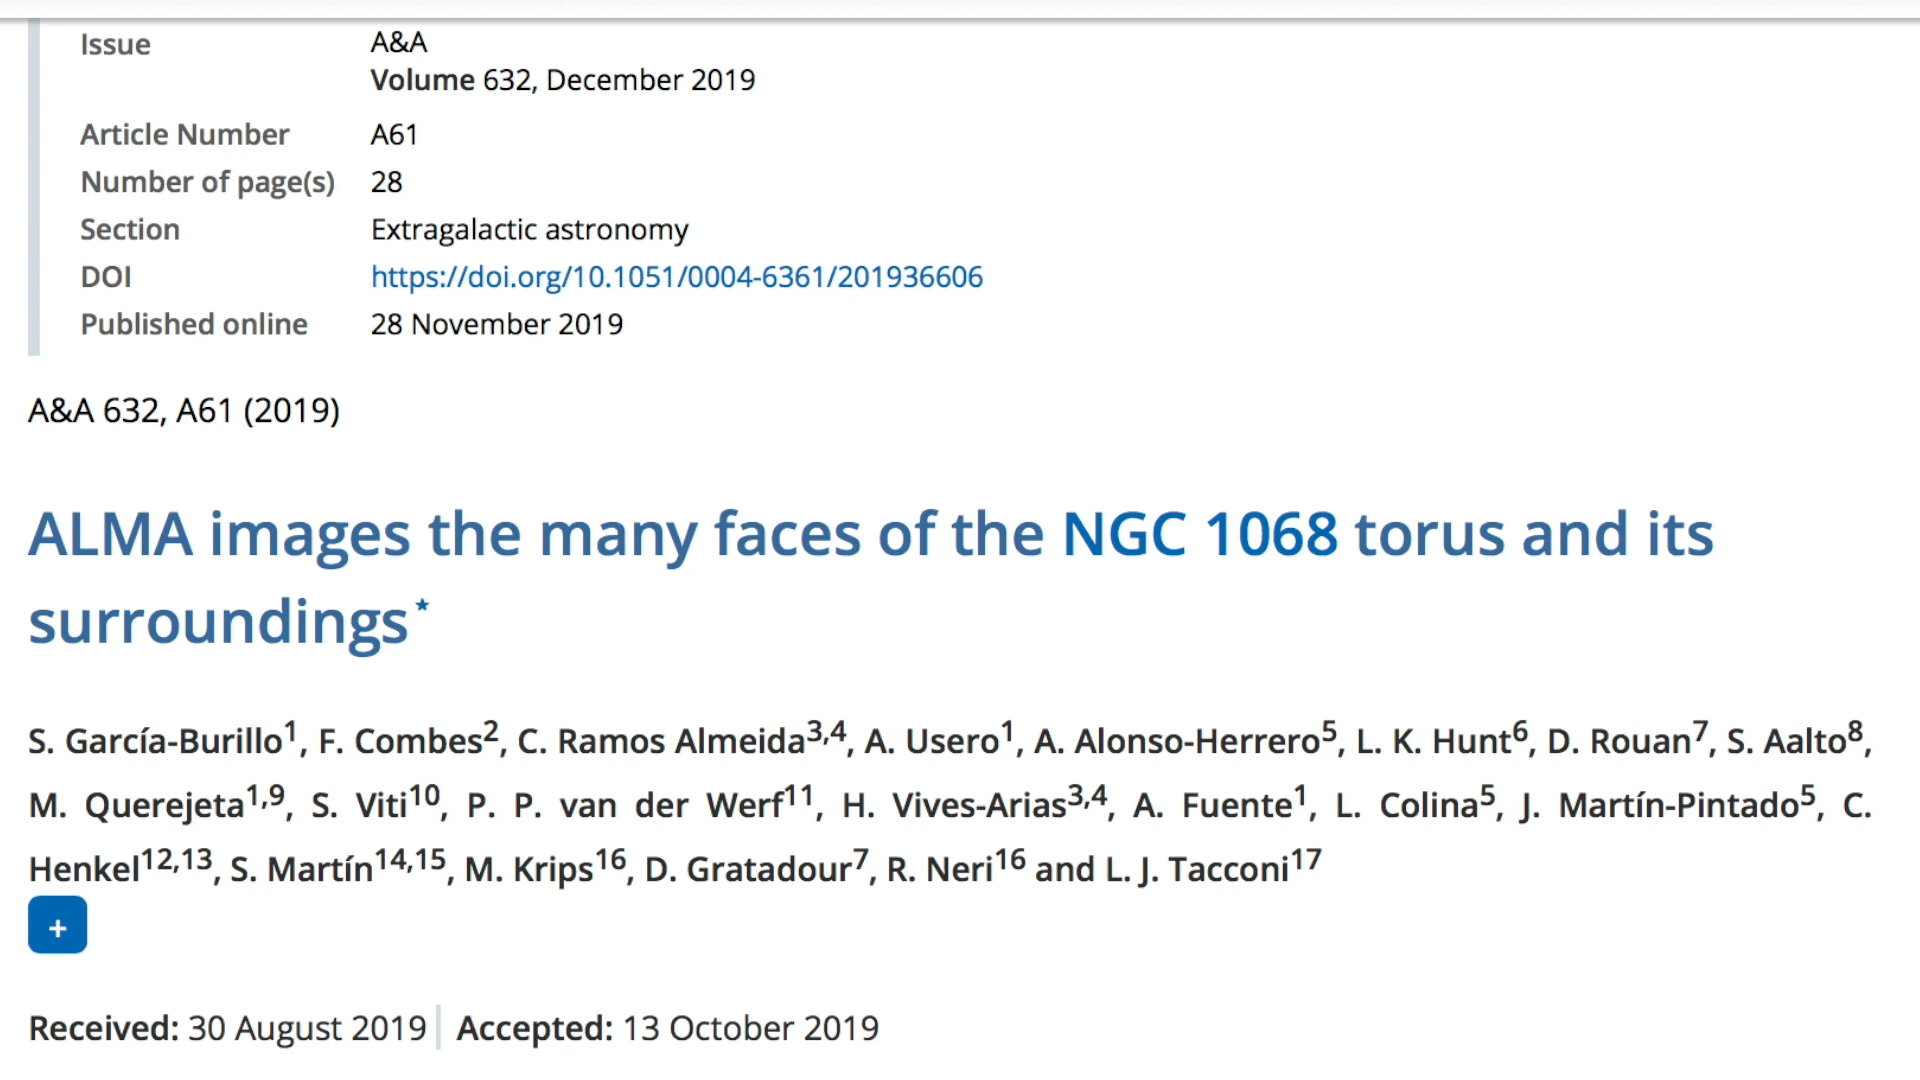 Issue A&A
Volume 632, December 2019
Article Number A61
Number of page(s) 28
Section Extragalactic astronomy
DOI https://doi.org/10.1051/0004-6361/201936606
Published online 28 November 2019
A&A 632, A61 (2019)
ALMA images the many faces of the NGC 1068 torus and its
surroundings★
S. García-Burillo1, F. Combes2, C. Ramos Almeida3,4, A. Usero1, A. Alonso-Herrero5, L. K. Hunt6, D. Rouan7, S. Aalto8,
M. Querejeta1,9, S. Viti10, P. P. van der Werf11, H. Vives-Arias3,4, A. Fuente1, L. Colina5, J. Martín-Pintado5, C.
Henkel12,13, S. Martín14,15, M. Krips16, D. Gratadour7, R. Neri16 and L. J. Tacconi17
+
Received: 30 August 2019 | Accepted: 13 October 2019